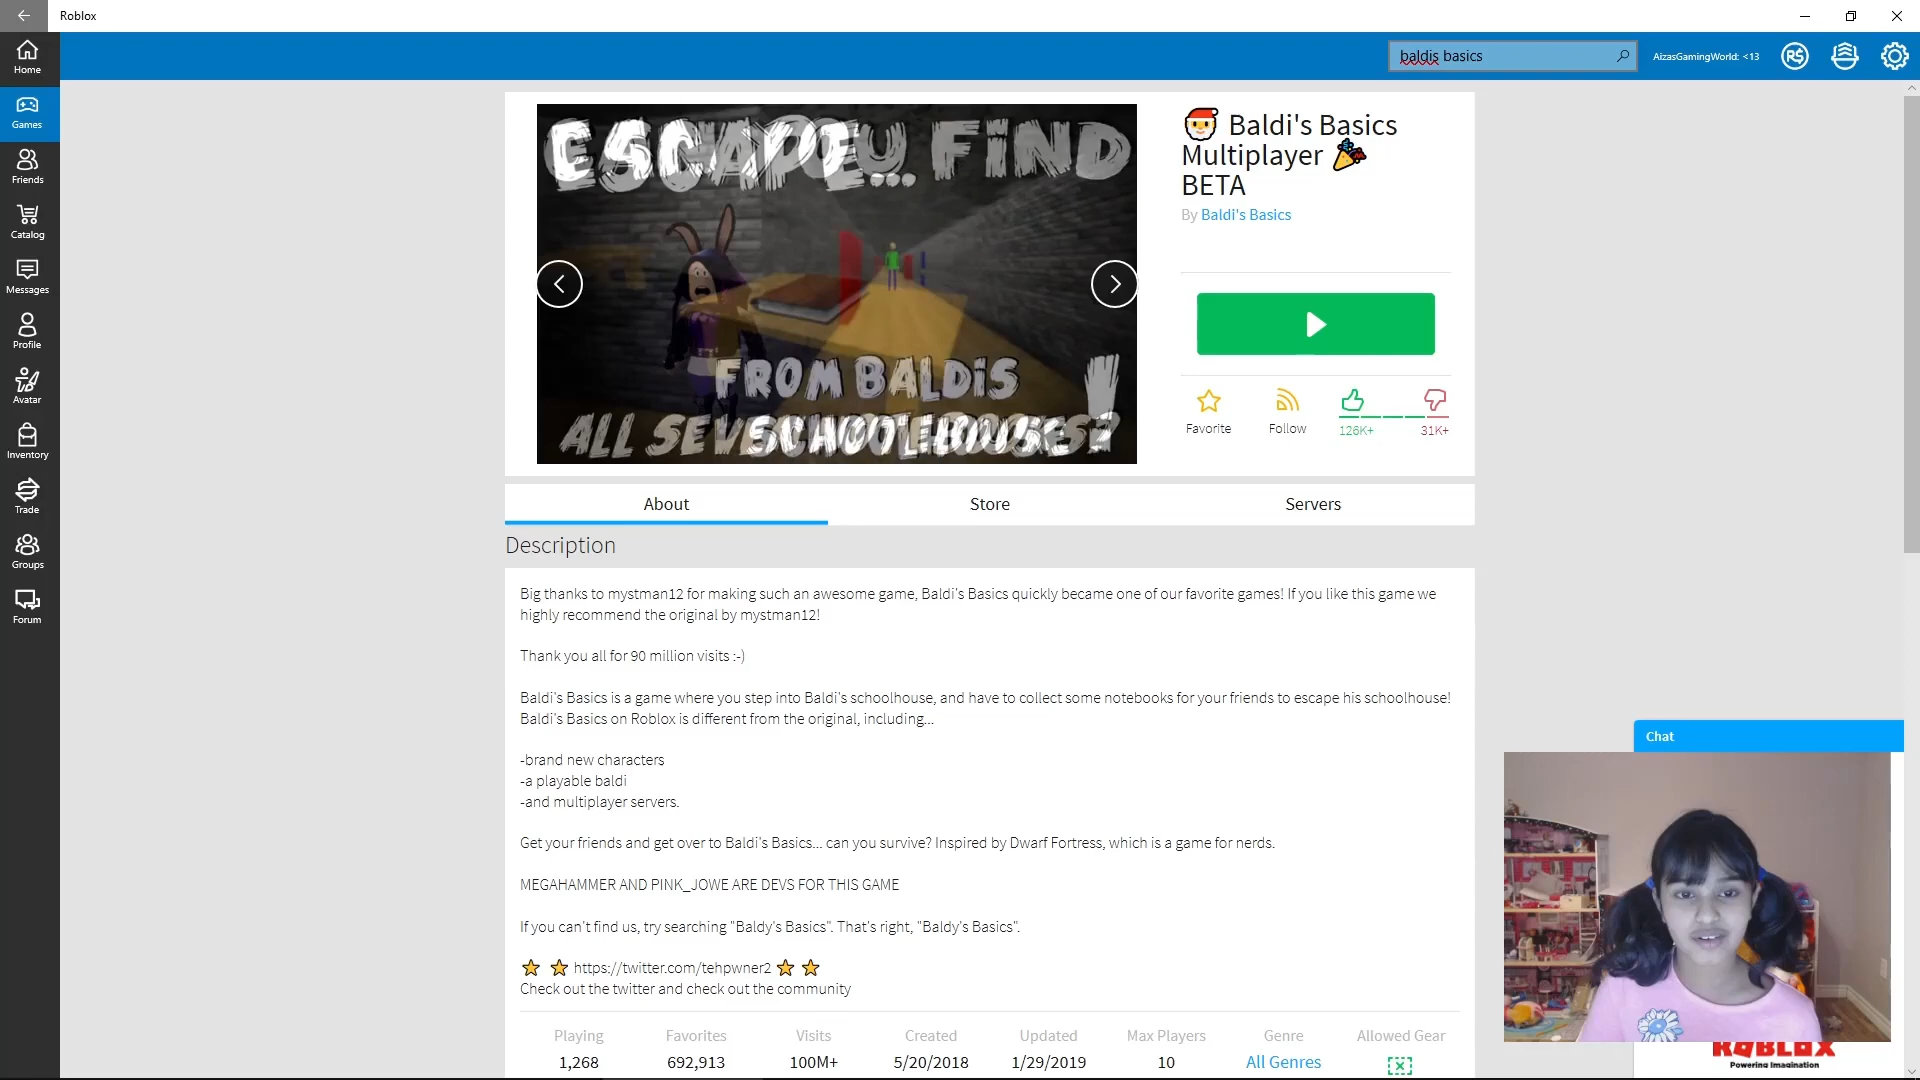 Roblox
baldis basics
AizasGamingWorld: <13
Home
Games
Friends
Catalog
Messages
Profile
Avatar
Inventory
Trade
Groups
Forum
ESCAPE...
FIND
FROM BALDIS
ALL SEVEN
SCHOOLHOUSE
Baldi's Basics
Multiplayer
BETA
By Baldi's Basics
Favorite
Follow
126K+
31K+
About
Store
Servers
Description
Big thanks to mystman12 for making such an awesome game, Baldi's Basics quickly became one of our favorite games! If you like this game we
highly recommend the original by mystman12!
Thank you all for 90 million visits :-)
Baldi's Basics is a game where you step into Baldi's schoolhouse, and have to collect some notebooks for your friends to escape his schoolhouse!
Baldi's Basics on Roblox is different from the original, including...
-brand new characters
-a playable baldi
-and multiplayer servers.
Get your friends and get over to Baldi's Basics... can you survive? Inspired by Dwarf Fortress, which is a game for nerds.
MEGAHAMMER AND PINK_JOWE ARE DEVS FOR THIS GAME
If you can't find us, try searching "Baldy's Basics". That's right, "Baldy's Basics".
https://twitter.com/tehpwner2
Check out the twitter and check out the community
Playing Favorites Visits Created Updated Max Players Genre Allowed Gear
1,268 692,913 100M+ 5/20/2018 1/29/2019 10 All Genres
Chat
ROBLOX
Powering Imagination